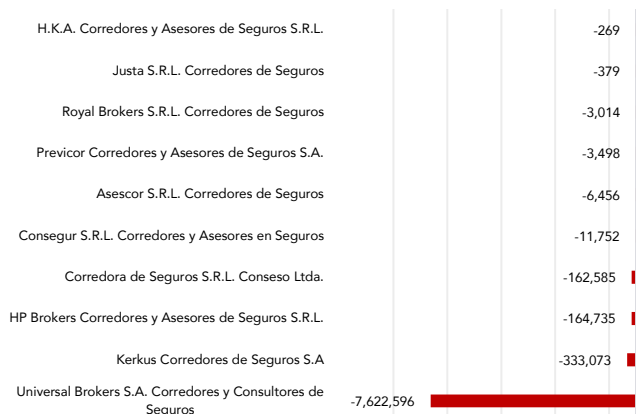 H.K.A. Corredores y Asesores de Seguros S.R.L. -269
Justa S.R.L. Corredores de Seguros -379
Royal Brokers S.R.L. Corredores de Seguros -3,014
Previcor Corredores y Asesores de Seguros S.A. -3,498
Asescor S.R.L. Corredores de Seguros -6,456
Consegur S.R.L. Corredores y Asesores en Seguros -11,752
Corredora de Seguros S.R.L. Conseso Ltda. -162,585
HP Brokers Corredores y Asesores de Seguros S.R.L. -164,735
Kerkus Corredores de Seguros S.A -333,073
Universal Brokers S.A. Corredores y Consultores de -7,622,596
Seguros